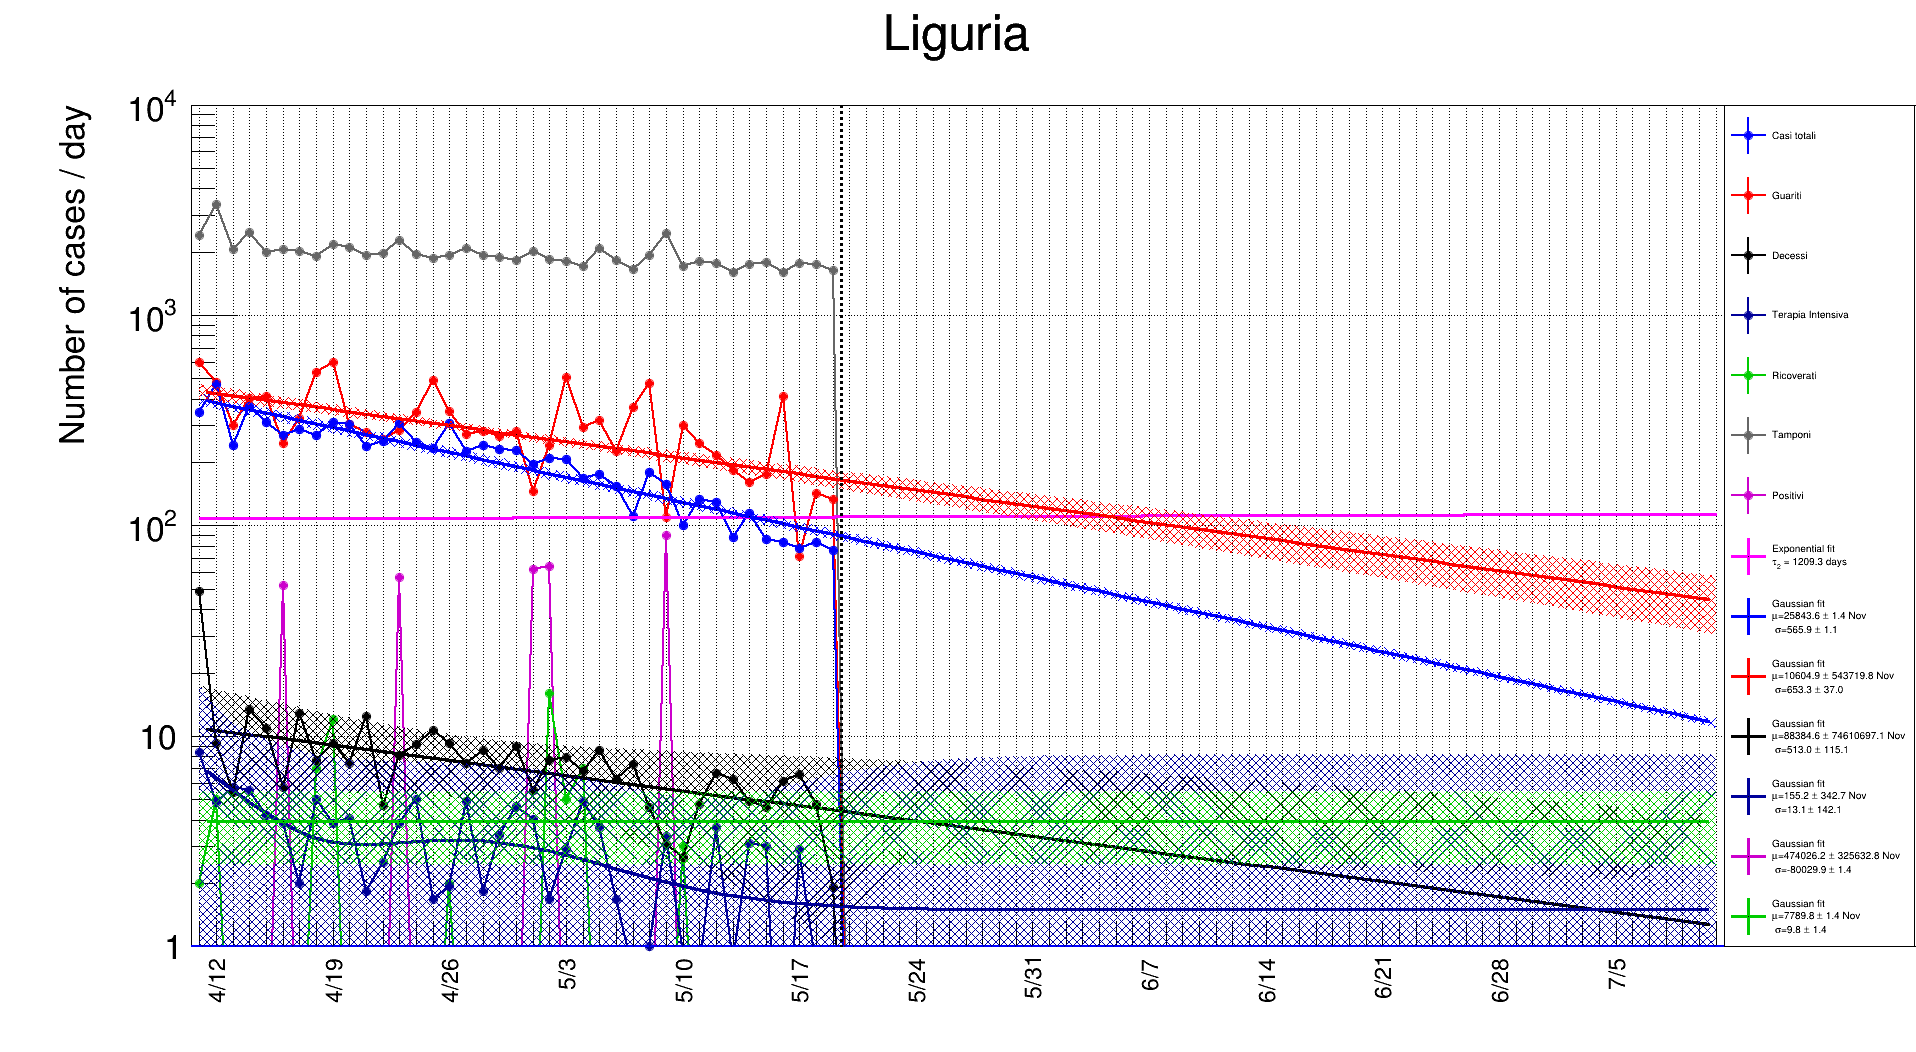 Liguria
Number of cases / day
10⁴
10³
10²
10
1
4/12
4/19
4/26
5/3
5/10
5/17
5/24
5/31
6/7
6/14
6/21
6/28
7/5
Casi totali
Guariti
Decessi
Terapia Intensiva
Ricoverati
Tamponi
Positivi
Exponential fit
τ₂ = 1209.3 days
Gaussian fit
μ=25843.6 ± 1.4 Nov
σ=565.9 ± 1.1
Gaussian fit
μ=10604.9 ± 543719.8 Nov
σ=653.3 ± 37.0
Gaussian fit
μ=88384.6 ± 74610697.1 Nov
σ=513.0 ± 115.1
Gaussian fit
μ=155.2 ± 342.7 Nov
σ=13.1 ± 142.1
Gaussian fit
μ=474026.2 ± 325632.8 Nov
σ=-80029.9 ± 1.4
Gaussian fit
μ=7789.8 ± 1.4 Nov
σ=9.8 ± 1.4